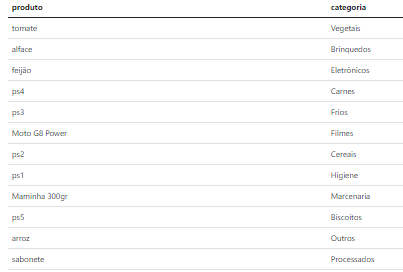 produto categoria
tomate Vegetais
alface Brinquedos
feijão Eletrônicos
ps4 Carnes
ps3 Frios
Moto G8 Power Filmes
ps2 Cereais
ps1 Higiene
Maminha 300gr Marcenaria
ps5 Biscoitos
arroz Outros
sabonete Processados